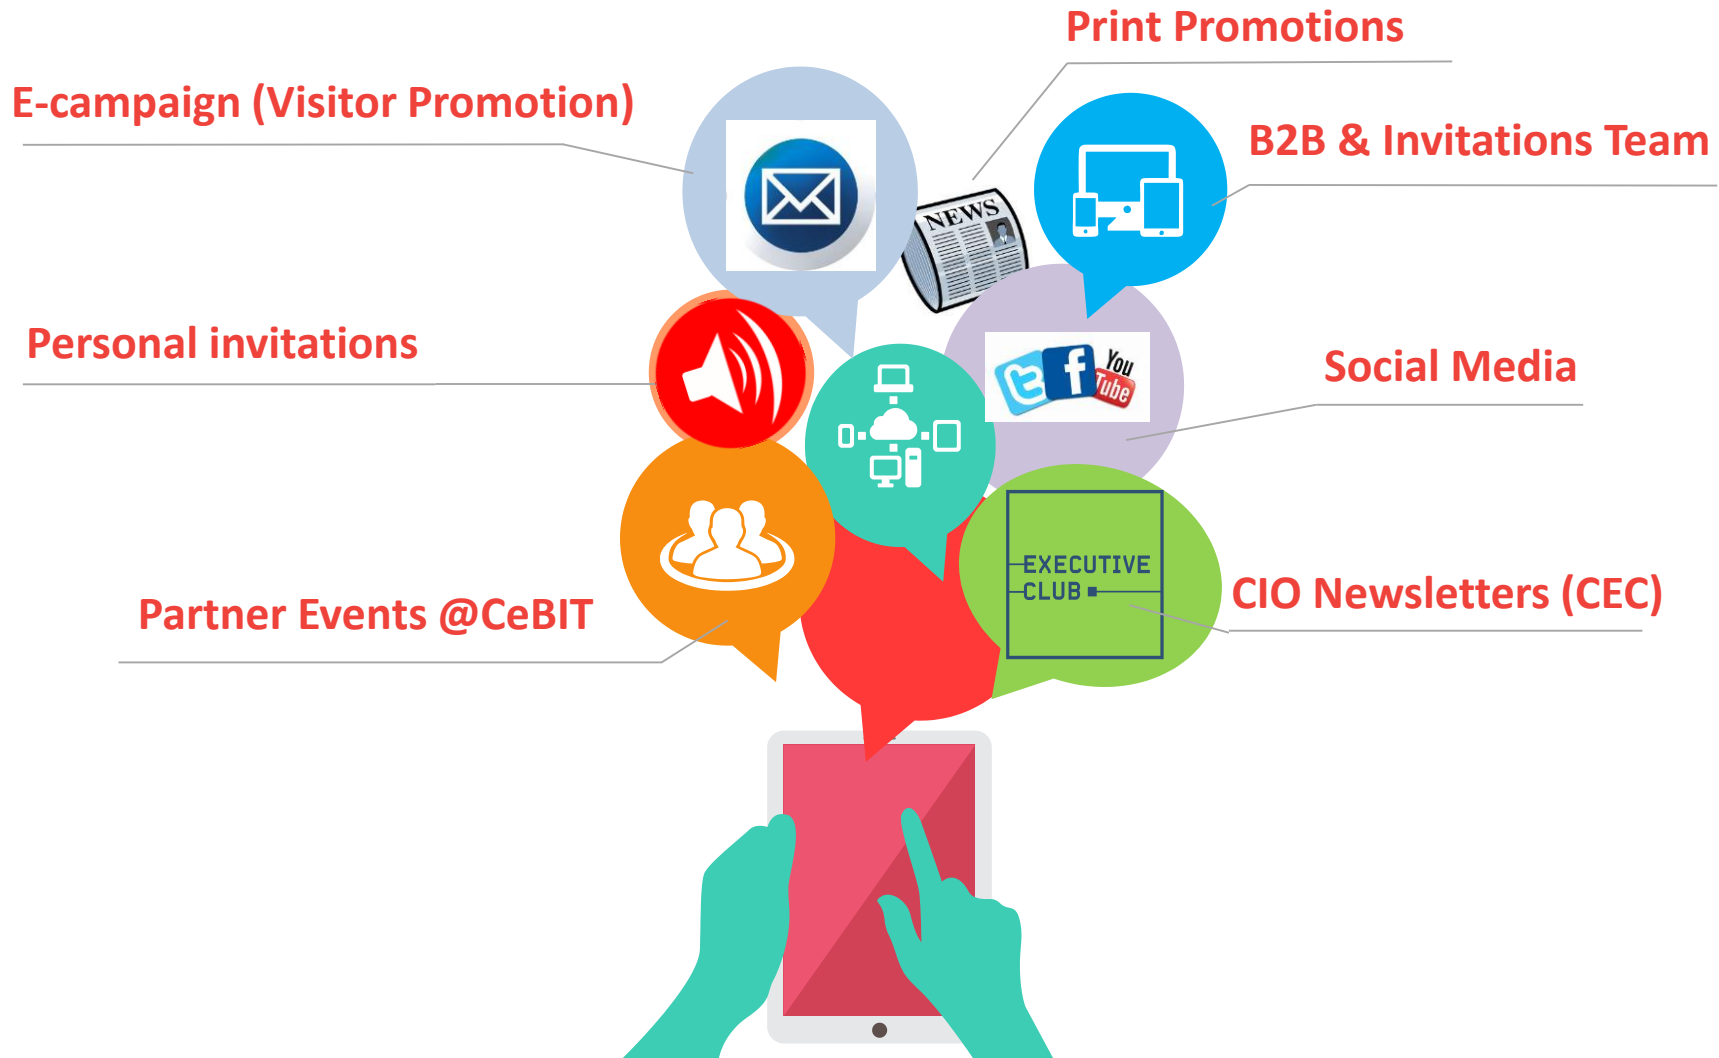 Print Promotions
E-campaign (Visitor Promotion)
B2B & Invitations Team
NEWS
Personal invitations
Social Media
You
Tube
f
t
EXECUTIVE
CLUB
CIO Newsletters (CEC)
Partner Events @CeBIT